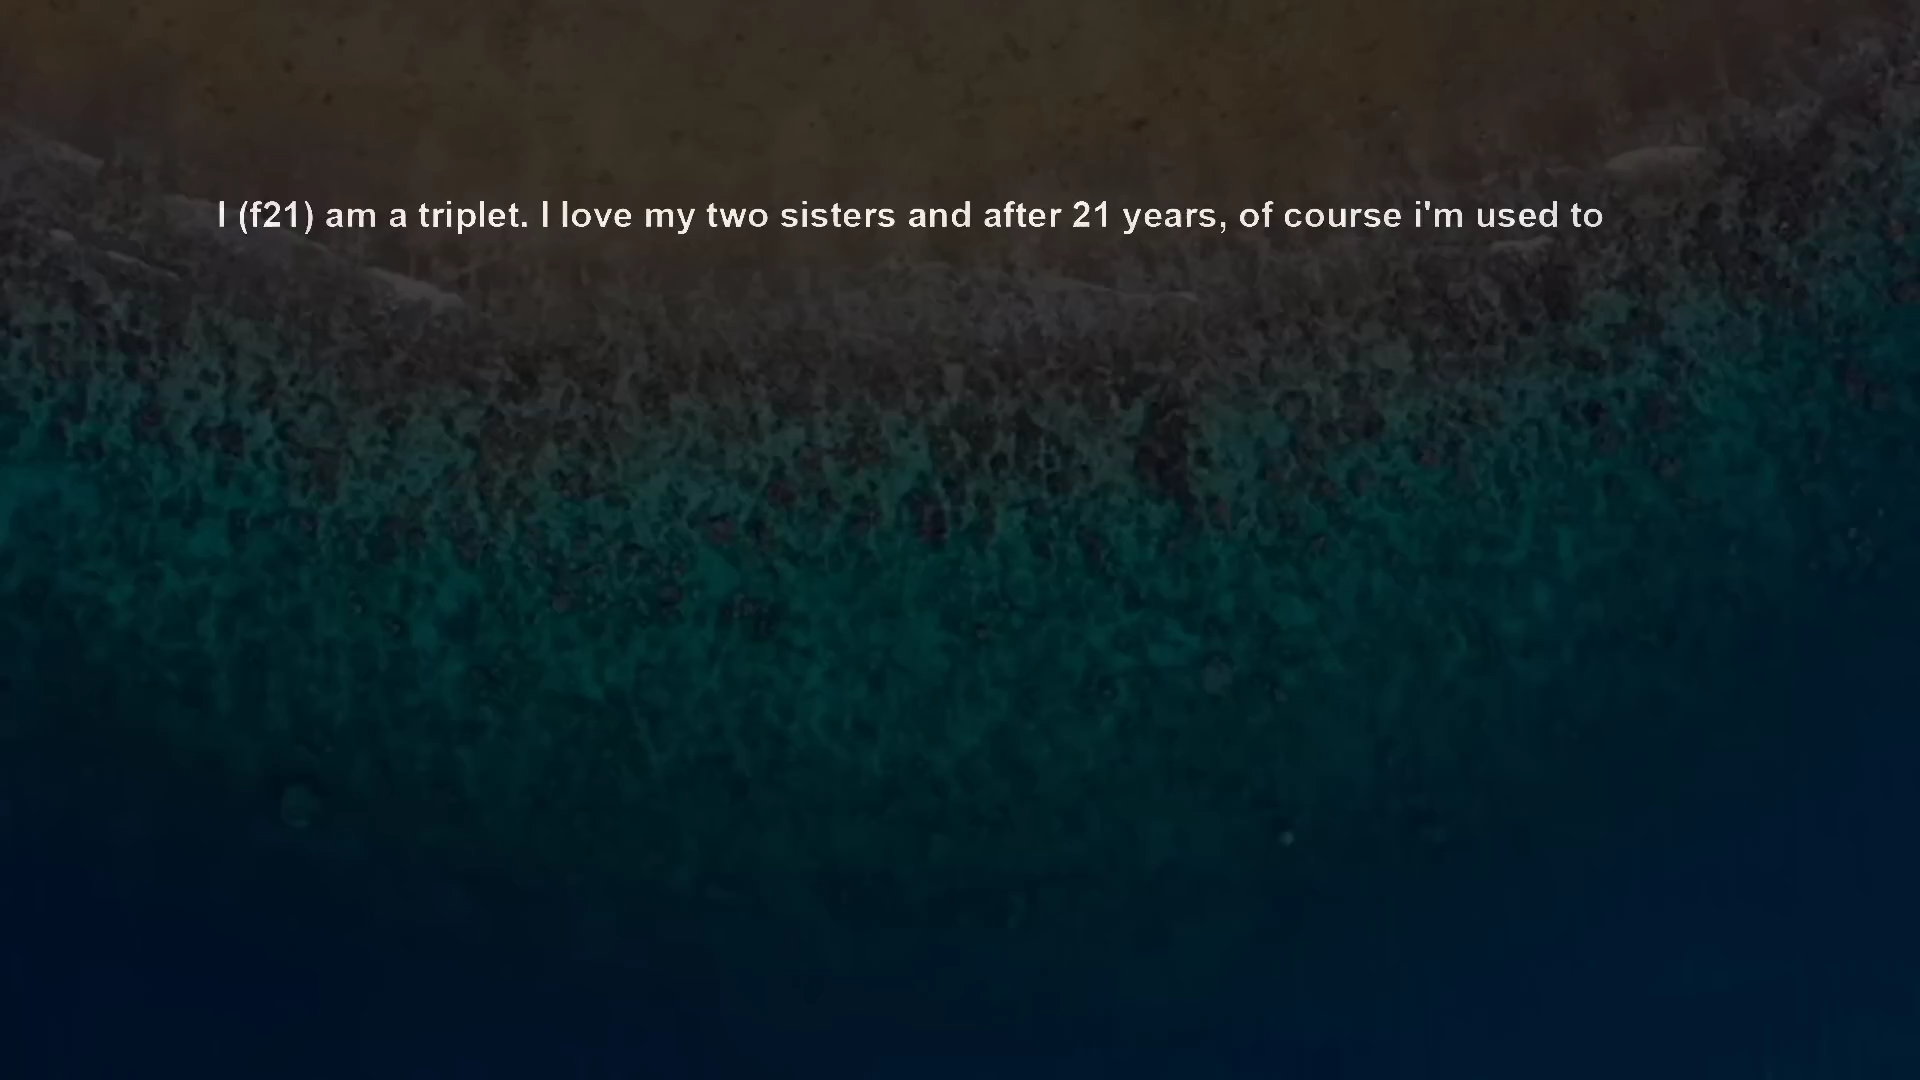 I (f21) am a triplet. I love my two sisters and after 21 years, of course i'm used to